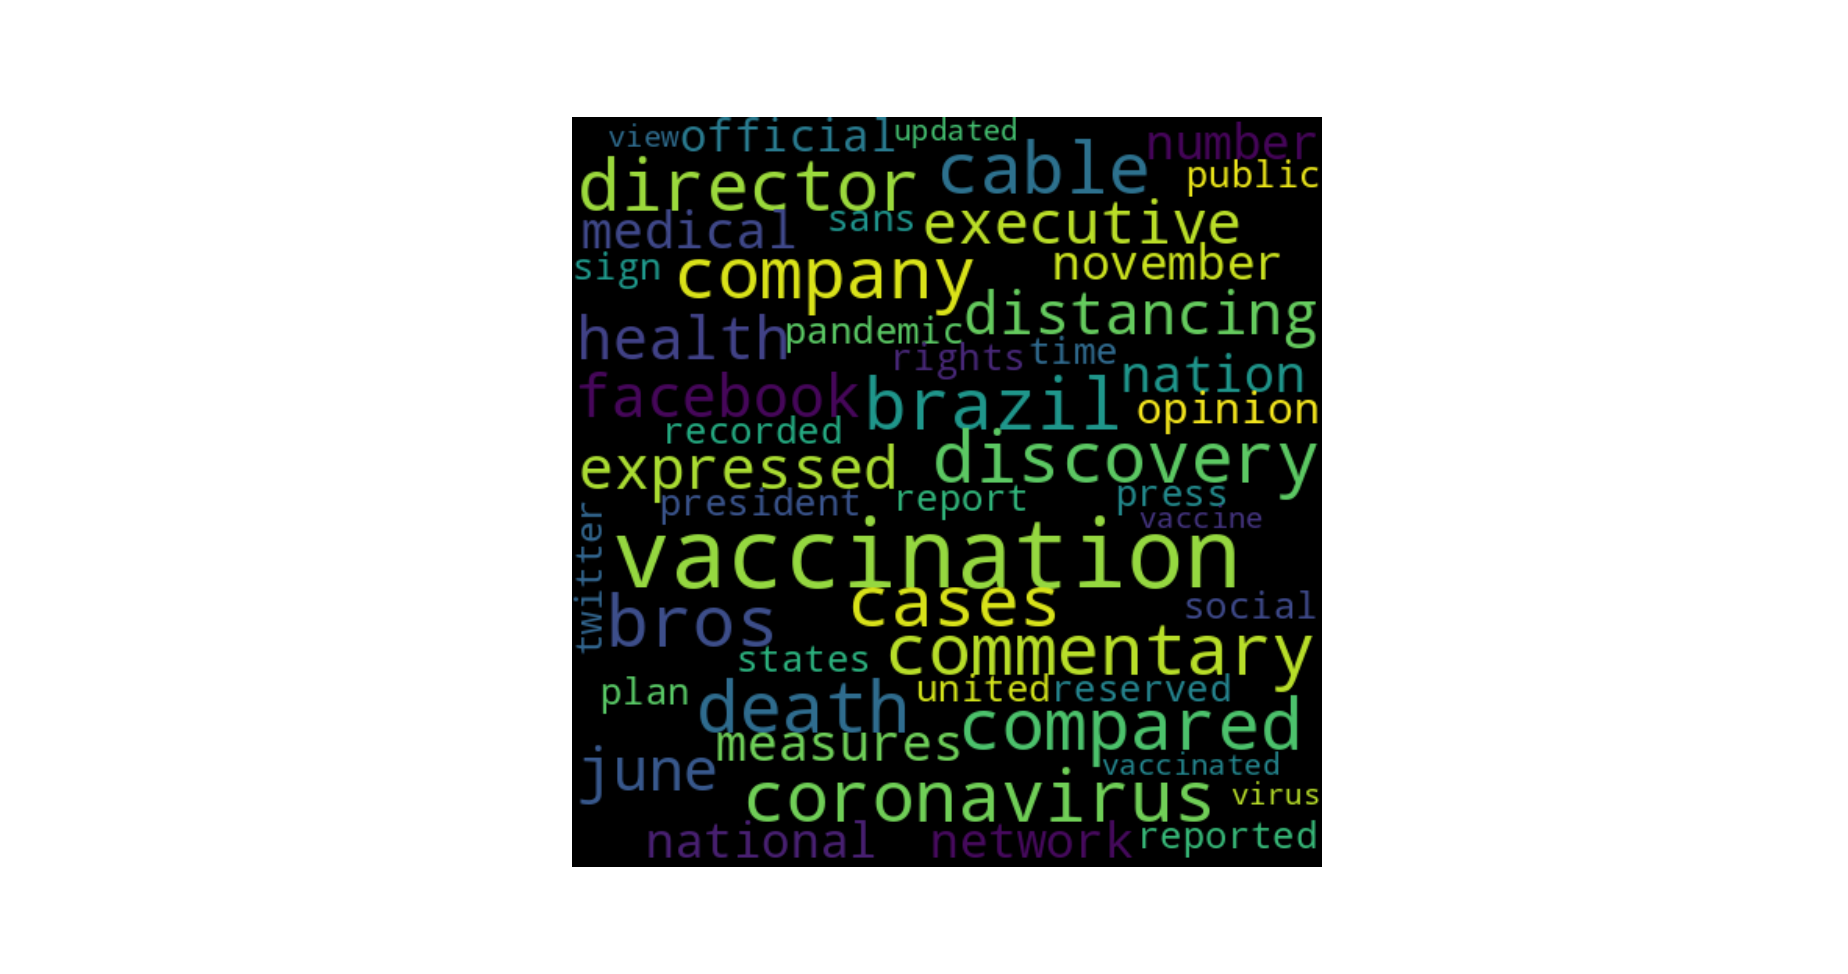 view official updated number
director cable public
medical sans executive
sign company november
health pandemic distancing
rights time nation
facebook brazil opinion
recorded
expressed discovery
president report press
twitter vaccination vaccine
bros cases social
states commentary
plan death united reserved
measures compared
june vaccinated
coronavirus virus
national network reported